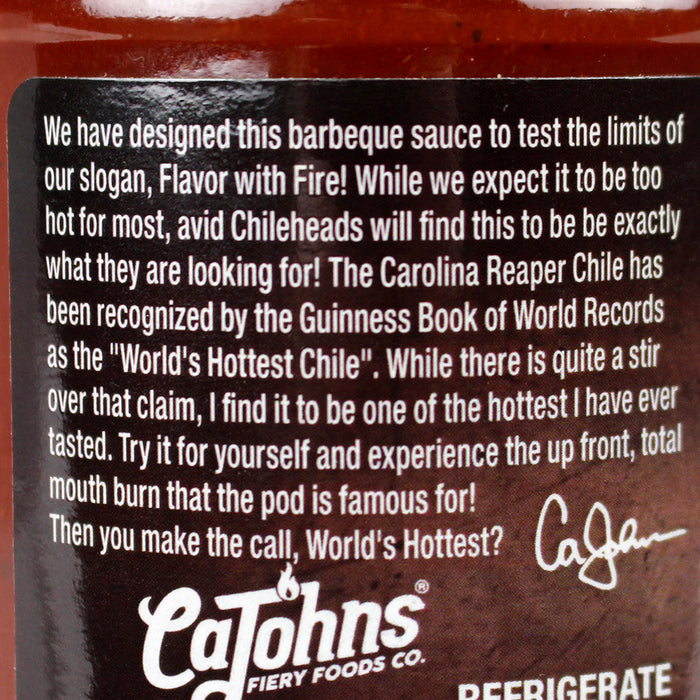 We have designed this barbeque sauce to test the limits of
our slogan, Flavor with Fire! While we expect it to be too
hot for most, avid Chileheads will find this to be be exactly
what they are looking for! The Carolina Reaper Chile has
been recognized by the Guinness Book of World Records
as the "World's Hottest Chile". While there is quite a stir
over that claim, I find it to be one of the hottest I have ever
tasted. Try it for yourself and experience the up front, total
mouth burn that the pod is famous for!
Then you make the call, World's Hottest?
CaJohn
CaJohns®
FIERY FOODS CO.
REFRIGERATE